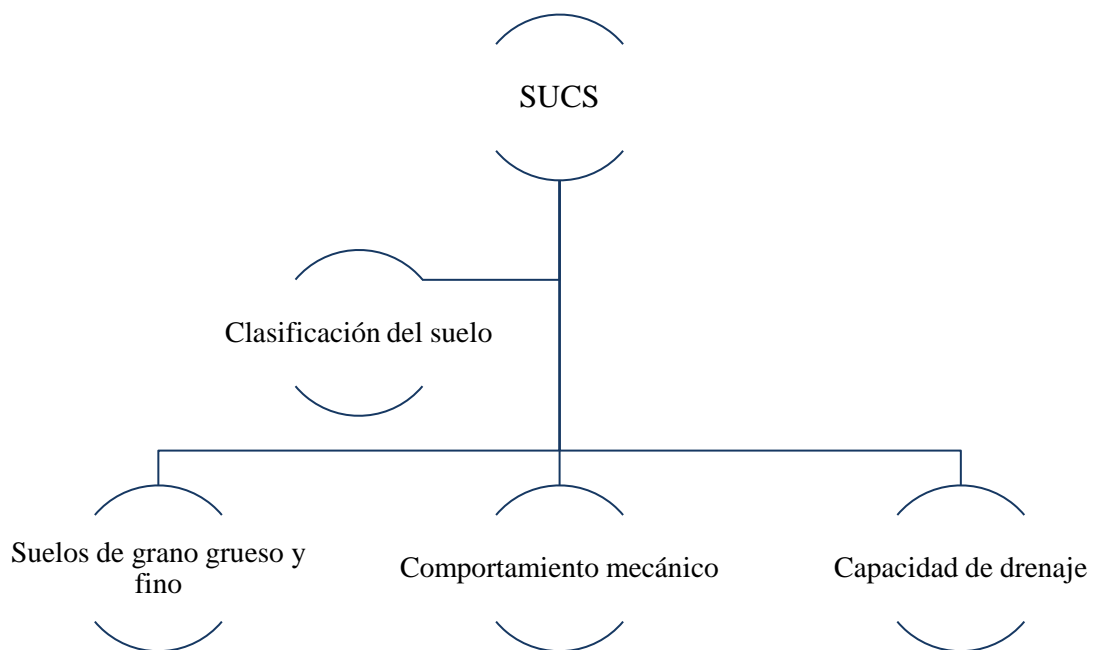 SUCS
Clasificación del suelo
Suelos de grano grueso y
fino
Comportamiento mecánico
Capacidad de drenaje